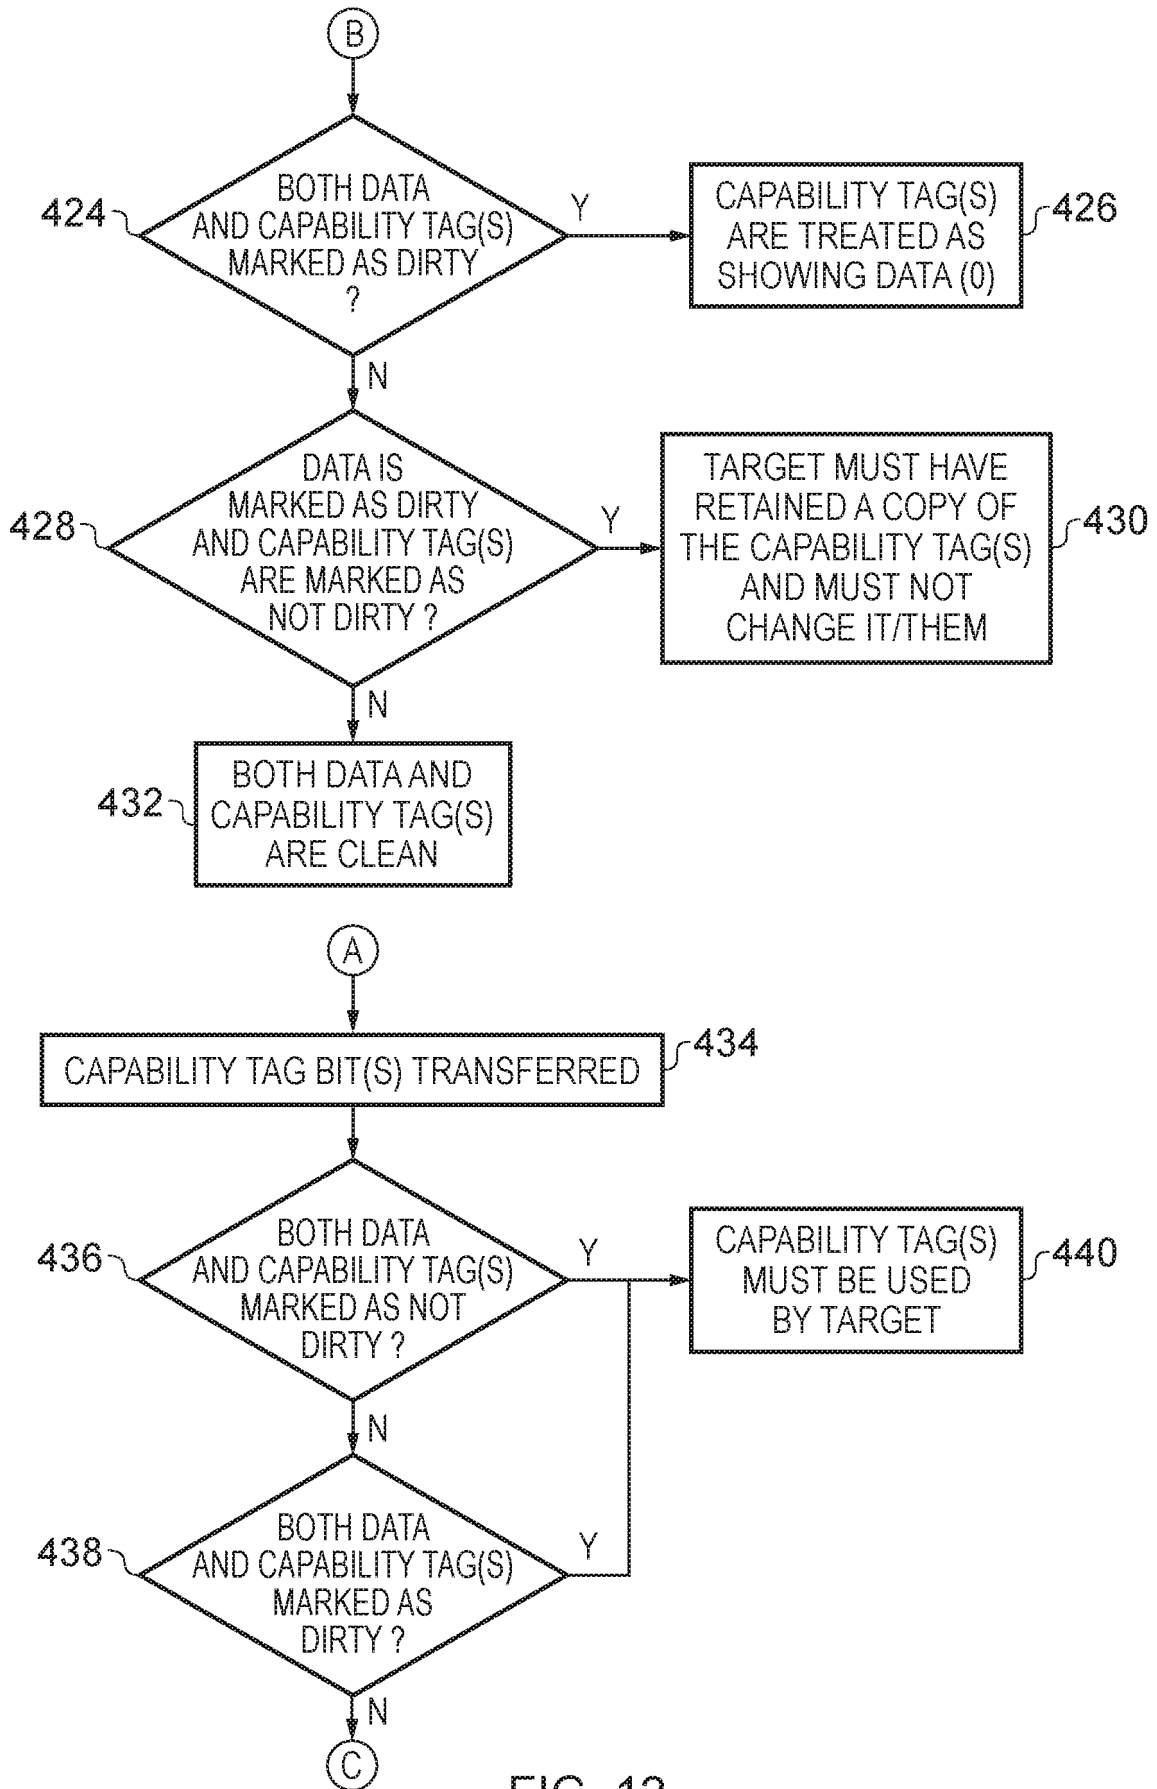 B
424
BOTH DATA
AND CAPABILITY TAG(S)
MARKED AS DIRTY
?
Y
CAPABILITY TAG(S)
ARE TREATED AS
SHOWING DATA (0)
426
N
428
DATA IS
MARKED AS DIRTY
AND CAPABILITY TAG(S)
ARE MARKED AS
NOT DIRTY ?
Y
TARGET MUST HAVE
RETAINED A COPY OF
THE CAPABILITY TAG(S)
AND MUST NOT
CHANGE IT/THEM
430
N
432
BOTH DATA AND
CAPABILITY TAG(S)
ARE CLEAN
A
CAPABILITY TAG BIT(S) TRANSFERRED
434
436
BOTH DATA
AND CAPABILITY TAG(S)
MARKED AS NOT
DIRTY ?
Y
CAPABILITY TAG(S)
MUST BE USED
BY TARGET
440
N
438
BOTH DATA
AND CAPABILITY TAG(S)
MARKED AS
DIRTY ?
Y
N
C